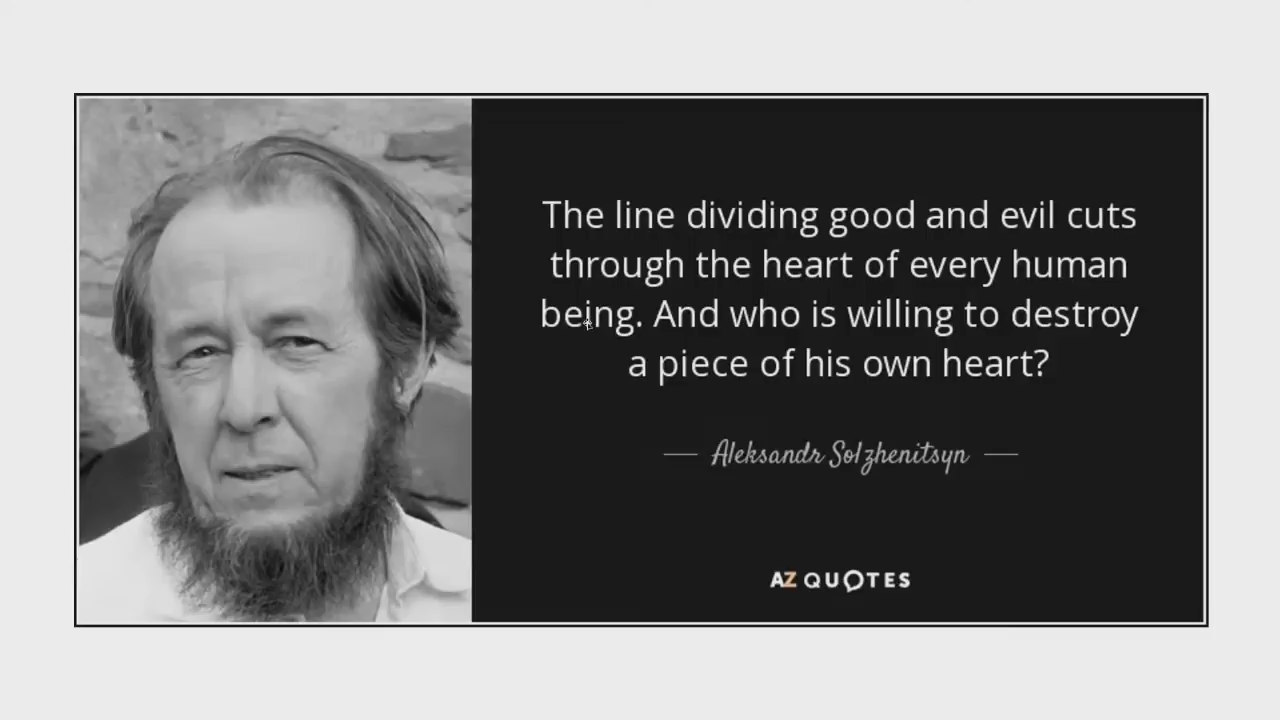 The line dividing good and evil cuts
through the heart of every human
being. And who is willing to destroy
a piece of his own heart?
Aleksandr Solzhenitsyn
AZ QUOTES